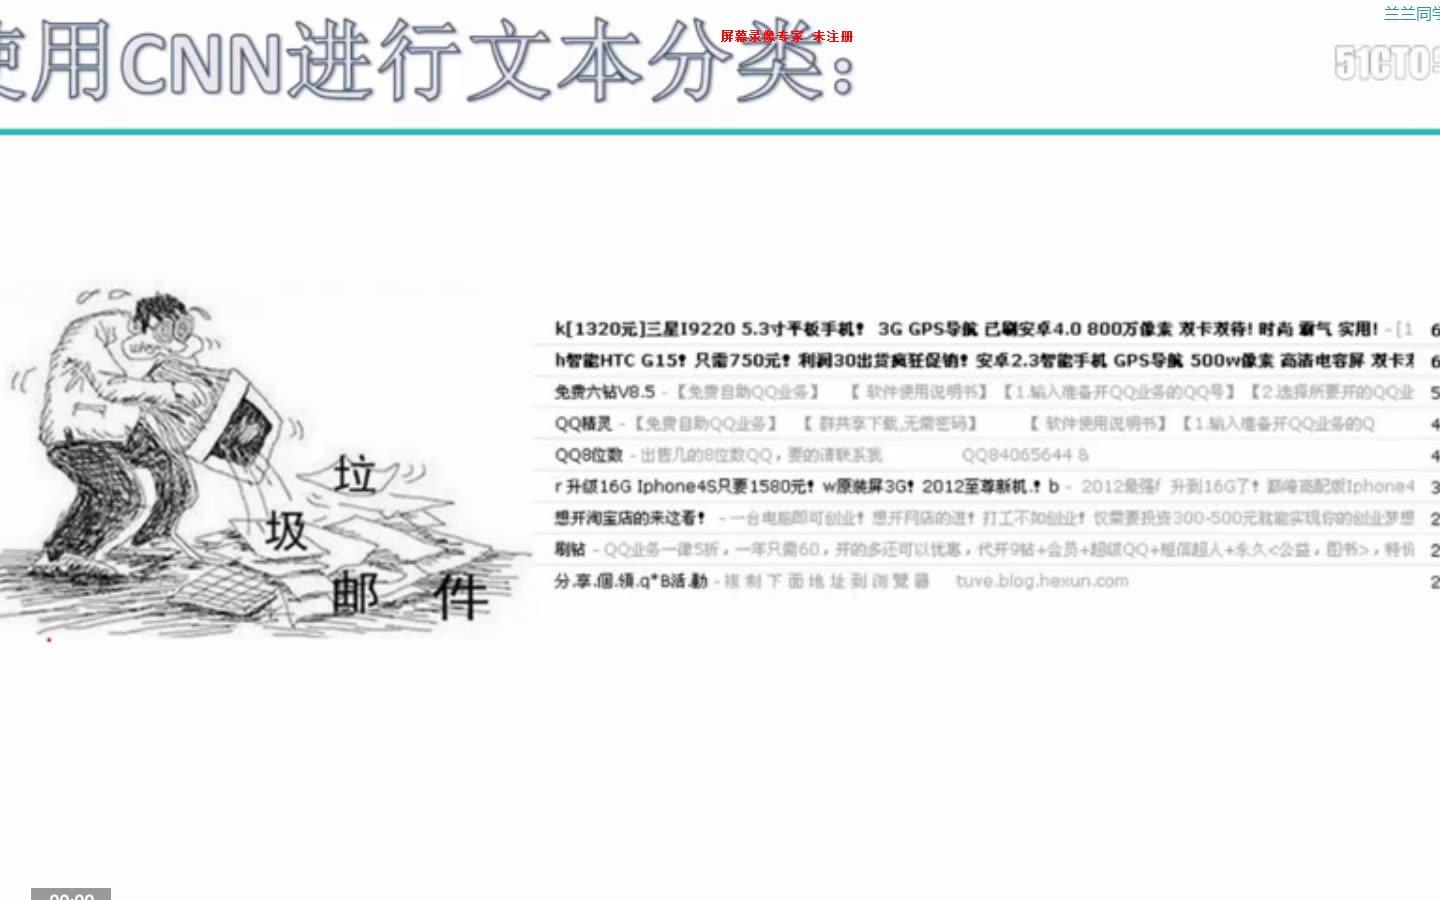 兰兰同学
屏幕录像专家 未注册
使用CNN进行文本分类：
51CTO
k[1320元]三星I9220 5.3寸平板手机！ 3G GPS导航 已刷安卓4.0 800万像素 双卡双待! 时尚 霸气 实用! - [1 6
h智能HTC G15！ 只需750元！ 利润30出货疯狂促销！ 安卓2.3智能手机 GPS导航 500w像素 高清电容屏 双卡 6
免费六钻V8.5 - 【免费自助QQ业务】 【 软件使用说明书】 【1.输入准备开QQ业务的QQ号】 【2.选择所要开的QQ业 5
QQ精灵 - 【免费自助QQ业务】 【 群共享下载,无需密码】 【 软件使用说明书】 【1.输入准备开QQ业务的Q 4
QQ8位数 - 出售几的8位数QQ，要的请联系我 QQ84065644 & 4
r 升级16G Iphone4S只要1580元！ w原装屏3G！ 2012至尊新机.！ b - 2012最强f 升到16G了！ 巅峰高配版Iphone4 3
想开淘宝店的来这看！ - 一台电脑即可创业！ 想开网店的进！ 打工不如创业！ 仅需要投资300-500元就能实现你的创业梦想 2
刷钻 - QQ业务一律5折，一年只需60，开的多还可以优惠，代开9钻+会员+超级QQ+短信超人+永久<公益，图书>，特价 2
分.享.個.領.q*B活.動 - 複 制 下 面 地 址 到 浏 覽 器 tuve.blog.hexun.com 2
垃
圾
邮 件
00:00